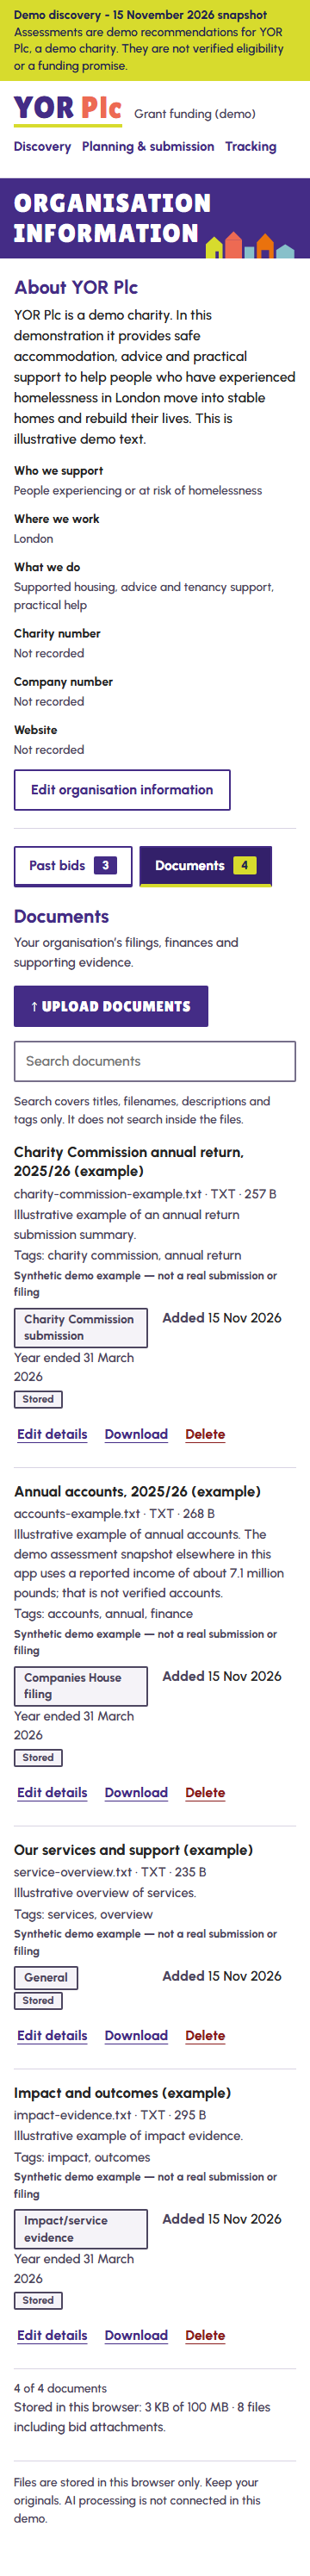 Demo discovery - 15 November 2026 snapshot
Assessments are demo recommendations for YOR
Plc, a demo charity. They are not verified eligibility
or a funding promise.
YOR Plc Grant funding (demo)
Discovery Planning & submission Tracking
ORGANISATION
INFORMATION
About YOR Plc
YOR Plc is a demo charity. In this
demonstration it provides safe
accommodation, advice and practical
support to help people who have experienced
homelessness in London move into stable
homes and rebuild their lives. This is
illustrative demo text.
Who we support
People experiencing or at risk of homelessness
Where we work
London
What we do
Supported housing, advice and tenancy support,
practical help
Charity number
Not recorded
Company number
Not recorded
Website
Not recorded
Edit organisation information
Past bids 3 Documents 4
Documents
Your organisation's filings, finances and
supporting evidence.
↑ UPLOAD DOCUMENTS
Search documents
Search covers titles, filenames, descriptions and
tags only. It does not search inside the files.
Charity Commission annual return,
2025/26 (example)
charity-commission-example.txt · TXT · 257 B
Illustrative example of an annual return
submission summary.
Tags: charity commission, annual return
Synthetic demo example — not a real submission or
filing
Charity Commission Added 15 Nov 2026
submission
Year ended 31 March
2026
Stored
Edit details Download Delete
Annual accounts, 2025/26 (example)
accounts-example.txt · TXT · 268 B
Illustrative example of annual accounts. The
demo assessment snapshot elsewhere in this
app uses a reported income of about 7.1 million
pounds; that is not verified accounts.
Tags: accounts, annual, finance
Synthetic demo example — not a real submission or
filing
Companies House Added 15 Nov 2026
filing
Year ended 31 March
2026
Stored
Edit details Download Delete
Our services and support (example)
service-overview.txt · TXT · 235 B
Illustrative overview of services.
Tags: services, overview
Synthetic demo example — not a real submission or
filing
General Added 15 Nov 2026
Stored
Edit details Download Delete
Impact and outcomes (example)
impact-evidence.txt · TXT · 295 B
Illustrative example of impact evidence.
Tags: impact, outcomes
Synthetic demo example — not a real submission or
filing
Impact/service Added 15 Nov 2026
evidence
Year ended 31 March
2026
Stored
Edit details Download Delete
4 of 4 documents
Stored in this browser: 3 KB of 100 MB · 8 files
including bid attachments.
Files are stored in this browser only. Keep your
originals. AI processing is not connected in this
demo.